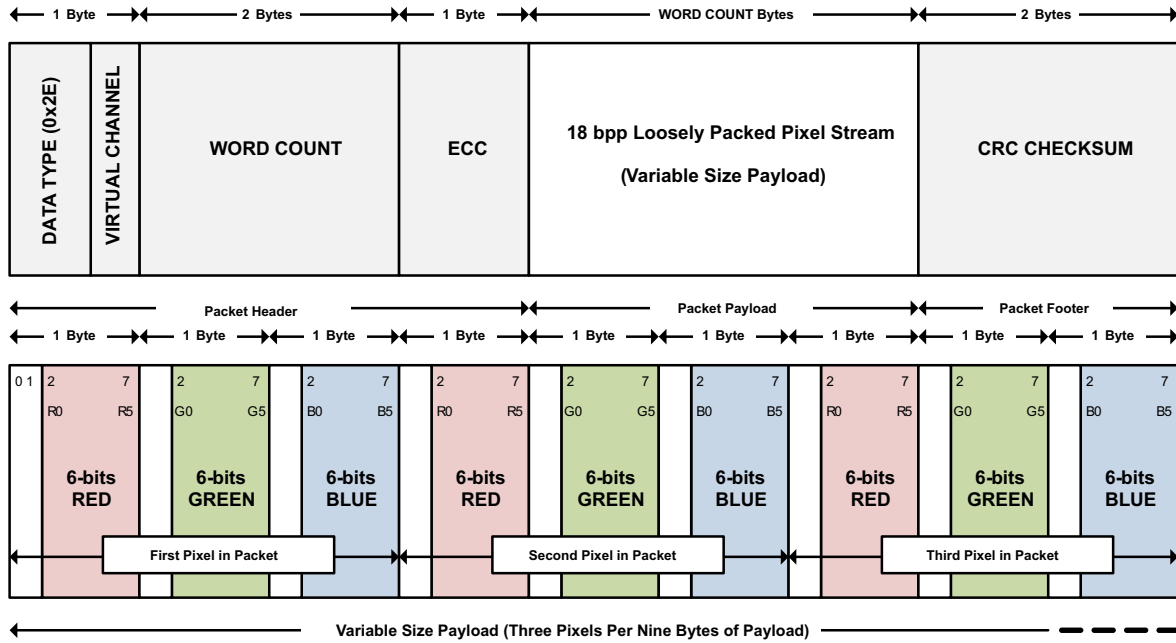 1 Byte 2 Bytes 1 Byte WORD COUNT Bytes 2 Bytes
DATA TYPE (0x2E)
VIRTUAL CHANNEL
WORD COUNT
ECC
18 bpp Loosely Packed Pixel Stream
(Variable Size Payload)
CRC CHECKSUM
Packet Header Packet Payload Packet Footer
1 Byte 1 Byte 1 Byte 1 Byte 1 Byte 1 Byte 1 Byte 1 Byte 1 Byte
0 1 2 7 2 7 2 7 2 7 2 7 2 7 2 7 2 7 2 7
R0 R5 G0 G5 B0 B5 R0 R5 G0 G5 B0 B5 R0 R5 G0 G5 B0 B5
6-bits 6-bits 6-bits 6-bits 6-bits 6-bits 6-bits 6-bits 6-bits
RED GREEN BLUE RED GREEN BLUE RED GREEN BLUE
First Pixel in Packet Second Pixel in Packet Third Pixel in Packet
Variable Size Payload (Three Pixels Per Nine Bytes of Payload)